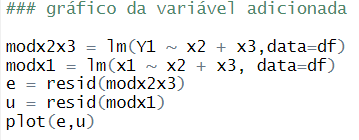 ### gráfico da variável adicionada
modx2x3 = lm(Y1 ~ x2 + x3,data=df)
modx1 = lm(x1 ~ x2 + x3, data=df)
e = resid(modx2x3)
u = resid(modx1)
plot(e,u)